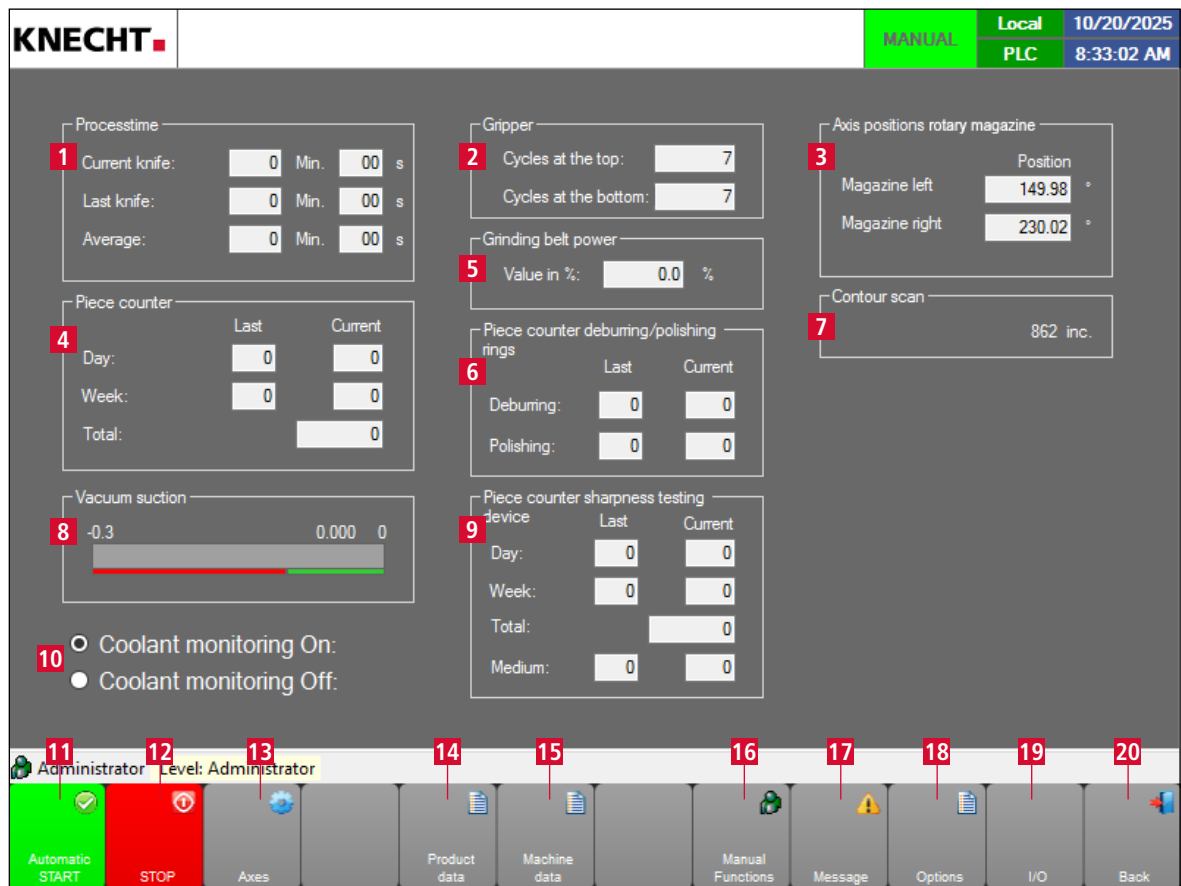 KNECHT
MANUAL
Local
10/20/2025
PLC
8:33:02 AM
Processtime
1
Current knife: 0 Min. 00 s
Last knife: 0 Min. 00 s
Average: 0 Min. 00 s
Gripper
2
Cycles at the top: 7
Cycles at the bottom: 7
Axis positions rotary magazine
3
Position
Magazine left 149.98 °
Magazine right 230.02 °
Piece counter
4
Last Current
Day: 0 0
Week: 0 0
Total: 0
Grinding belt power
5
Value in %: 0.0 %
Piece counter deburring/polishing
rings
6
Last Current
Deburring: 0 0
Polishing: 0 0
Contour scan
7
862 inc.
Vacuum suction
8
-0.3 0.000 0
Piece counter sharpness testing
device
9
Last Current
Day: 0 0
Week: 0 0
Total: 0
Medium: 0 0
10
Coolant monitoring On:
Coolant monitoring Off:
11 12 13 14 15 16 17 18 19 20
Administrator Level: Administrator
Automatic
START
STOP
Axes
Product
data
Machine
data
Manual
Functions
Message
Options
I/O
Back